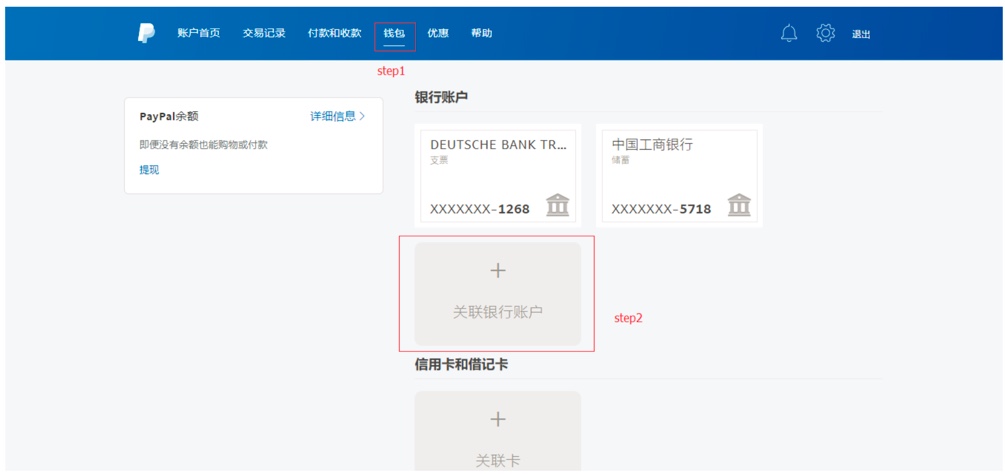 账户首页 交易记录 付款和收款 钱包 优惠 帮助 退出
step1
PayPal余额 详细信息 >
即便没有余额也能购物或付款
提现
银行账户
DEUTSCHE BANK TR...
支票
XXXXXXX-1268
中国工商银行
储蓄
XXXXXXX-5718
+
关联银行账户
step2
信用卡和借记卡
+
关联卡